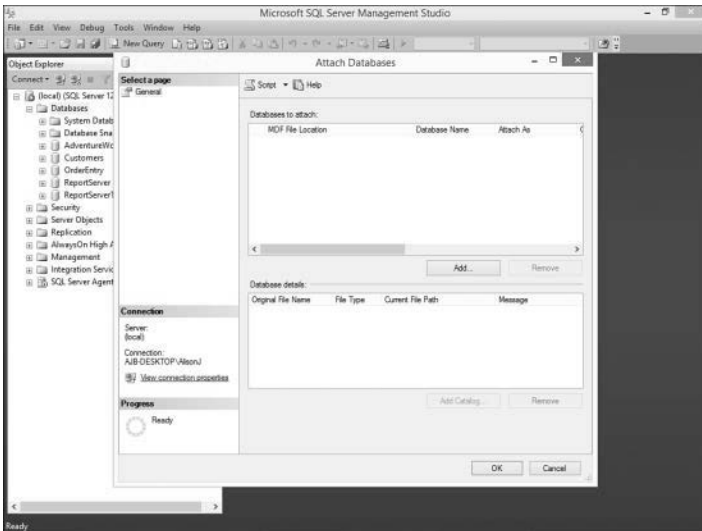 Microsoft SQL Server Management Studio
File Edit View Debug Tools Window Help
New Query
Object Explorer
Connect
(local) (SQL Server 12
Databases
System Datab
Database Sna
AdventureWo
Customers
OrderEntry
ReportServer
ReportServerT
Security
Server Objects
Replication
AlwaysOn High A
Management
Integration Servic
SQL Server Agent
Attach Databases
Select a page
General
Script Help
Databases to attach:
MDF File Location Database Name Attach As
Add... Remove
Database details:
Original File Name File Type Current File Path Message
Add Catalog... Remove
Connection
Server:
(local)
Connection:
AJB-DESKTOP\AlisonJ
View connection properties
Progress
Ready
OK Cancel
Ready